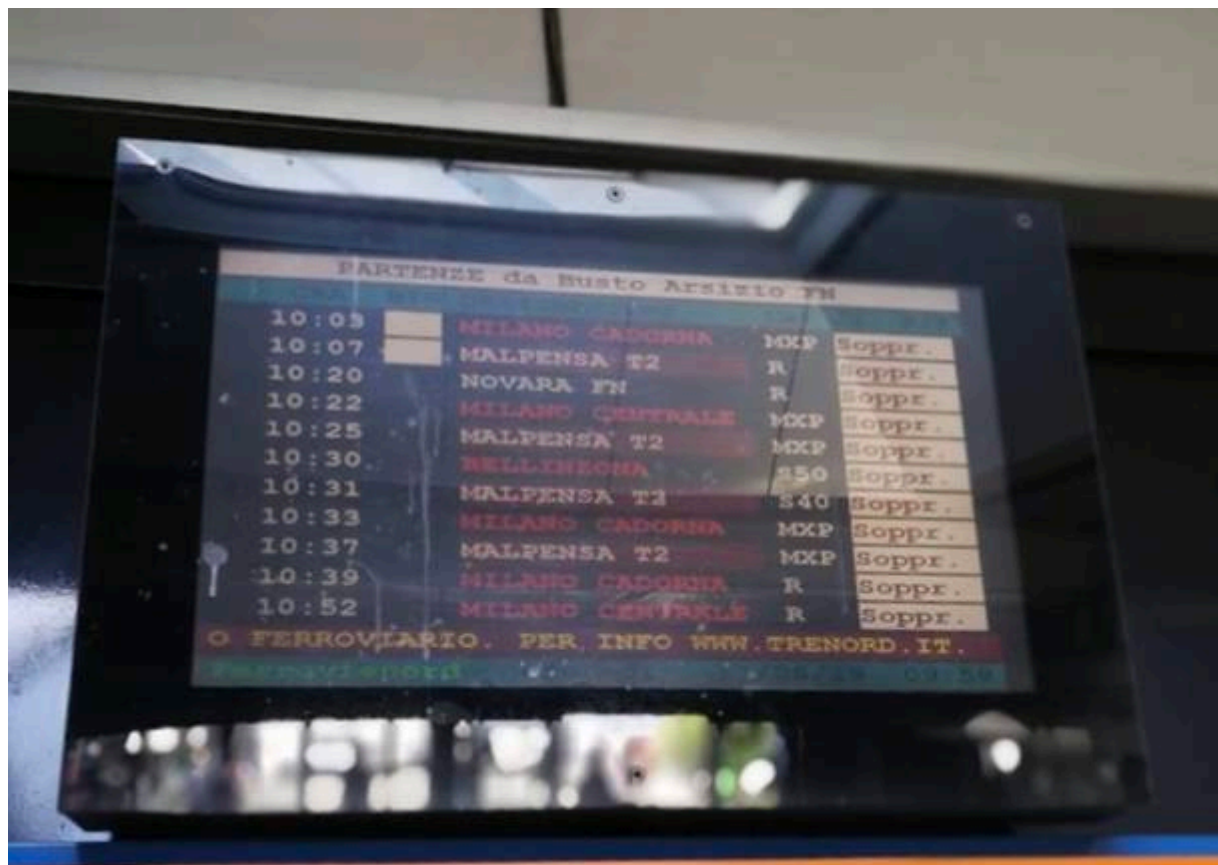 PARTENZE da Busto Arsizio FN
10:03 MILANO CADORNA MXP Soppr.
10:07 MALPENSA T2 R Soppr.
10:20 NOVARA FN R Soppr.
10:22 MILANO CENTRALE MXP Soppr.
10:25 MALPENSA T2 MXP Soppr.
10:30 BELLINZONA S50 Soppr.
10:31 MALPENSA T2 S40 Soppr.
10:33 MILANO CADORNA MXP Soppr.
10:37 MALPENSA T2 MXP Soppr.
10:39 MILANO CADORNA R Soppr.
10:52 MILANO CENTRALE R Soppr.
O FERROVIARIO. PER INFO WWW.TRENORD.IT.
Ferrovienord 09:59